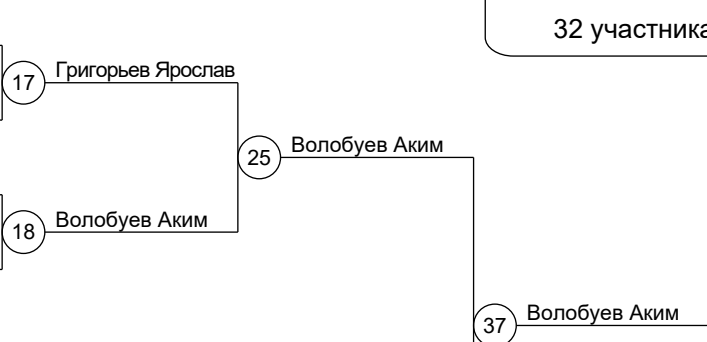 32 участника
17 Григорьев Ярослав
25 Волобуев Аким
18 Волобуев Аким
37 Волобуев Аким